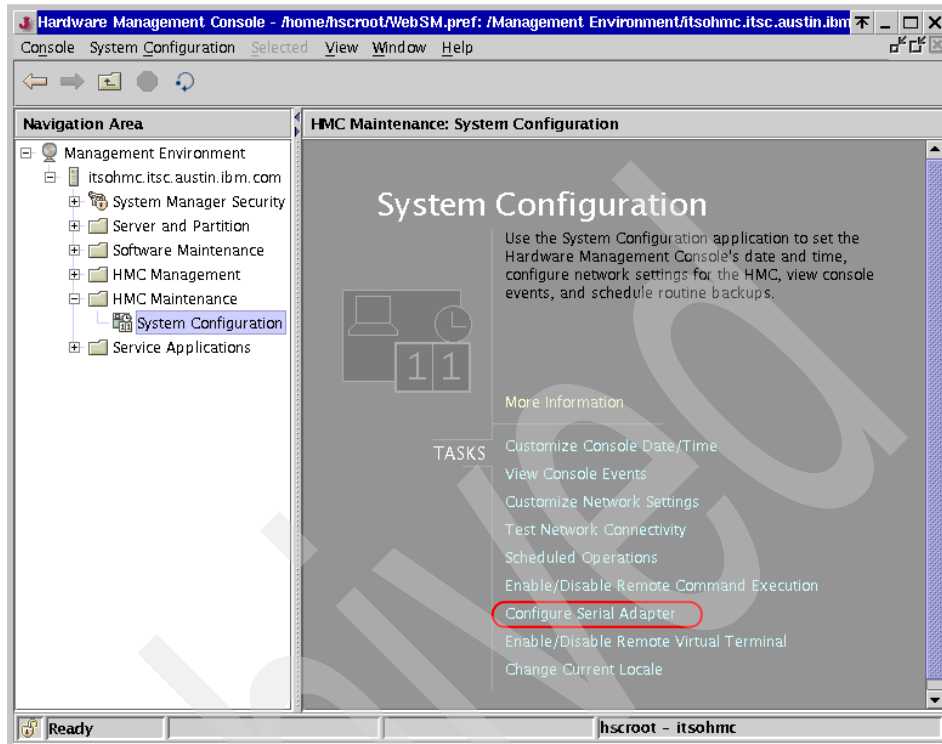 Hardware Management Console - /home/hscroot/WebSM.pref: /Management Environment/itsohmc.itsc.austin.ibm
Console System Configuration Selected View Window Help
Navigation Area
HMC Maintenance: System Configuration
Management Environment
itsohmc.itsc.austin.ibm.com
System Manager Security
Server and Partition
Software Maintenance
HMC Management
HMC Maintenance
System Configuration
Service Applications
System Configuration
Use the System Configuration application to set the
Hardware Management Console's date and time,
configure network settings for the HMC, view console
events, and schedule routine backups.
11
More Information
TASKS
Customize Console Date/Time
View Console Events
Customize Network Settings
Test Network Connectivity
Scheduled Operations
Enable/Disable Remote Command Execution
Configure Serial Adapter
Enable/Disable Remote Virtual Terminal
Change Current Locale
Ready
hscroot - itsohmc